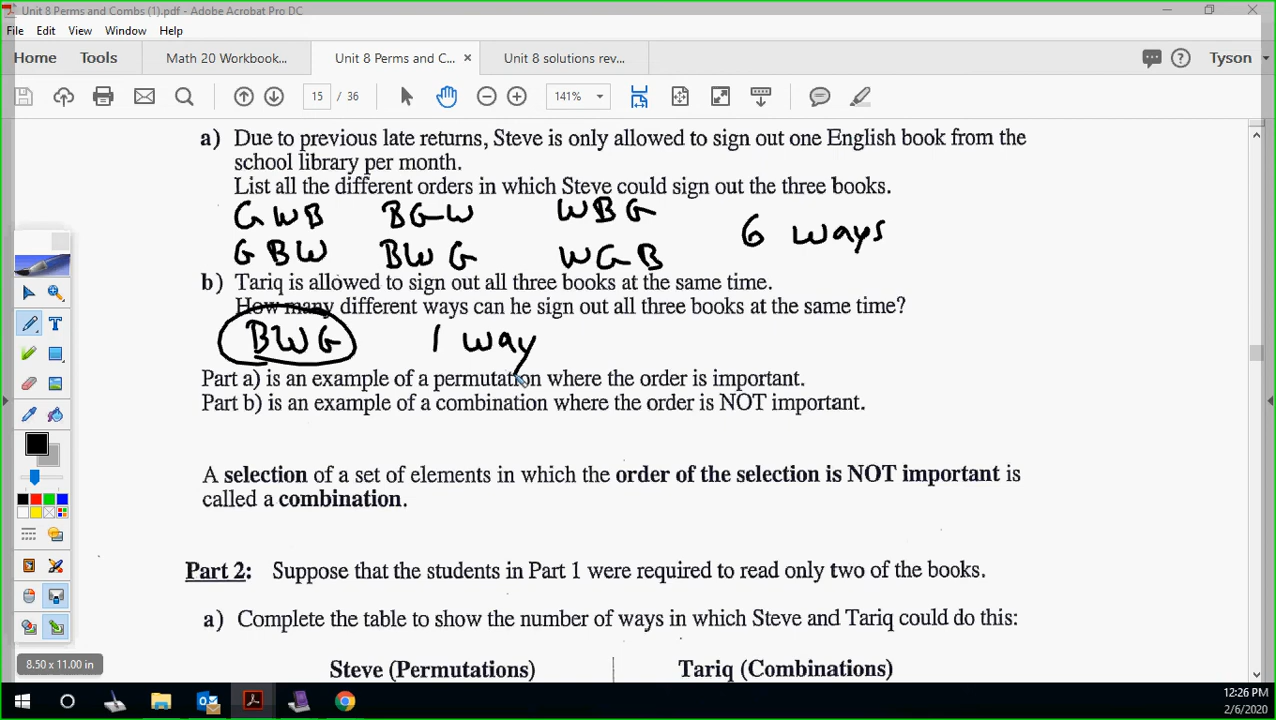 Unit 8 Perms and Combs (1).pdf - Adobe Acrobat Pro DC
File Edit View Window Help
Home Tools Math 20 Workbook... Unit 8 Perms and C... × Unit 8 solutions rev... Tyson
15 / 36 141%
a) Due to previous late returns, Steve is only allowed to sign out one English book from the
school library per month.
List all the different orders in which Steve could sign out the three books.
GWB BGW WBG 6 ways
GBW BWG WGB
b) Tariq is allowed to sign out all three books at the same time.
How many different ways can he sign out all three books at the same time?
BWG 1 way
Part a) is an example of a permutation where the order is important.
Part b) is an example of a combination where the order is NOT important.
A selection of a set of elements in which the order of the selection is NOT important is
called a combination.
Part 2: Suppose that the students in Part 1 were required to read only two of the books.
a) Complete the table to show the number of ways in which Steve and Tariq could do this:
8.50 x 11.00 in
Steve (Permutations) Tariq (Combinations)
12:26 PM
2/6/2020